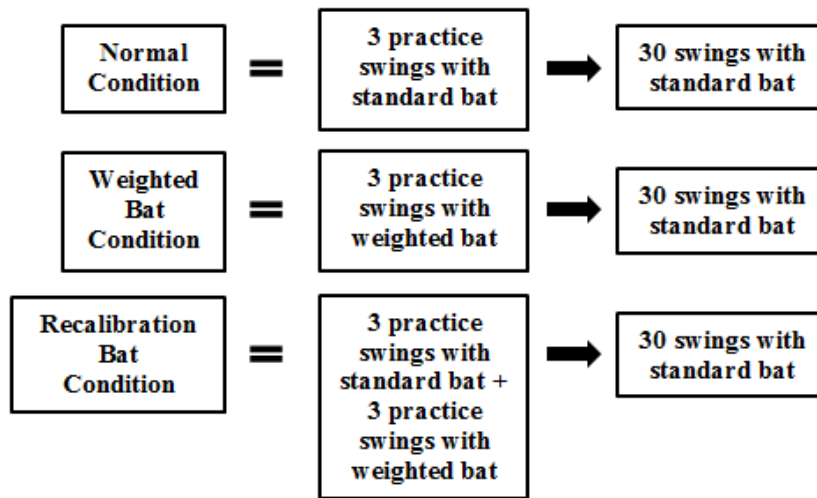 Normal
Condition
=
3 practice
swings with
standard bat
30 swings with
standard bat
Weighted
Bat
Condition
=
3 practice
swings with
weighted bat
30 swings with
standard bat
Recalibration
Bat
Condition
=
3 practice
swings with
standard bat +
3 practice
swings with
weighted bat
30 swings with
standard bat